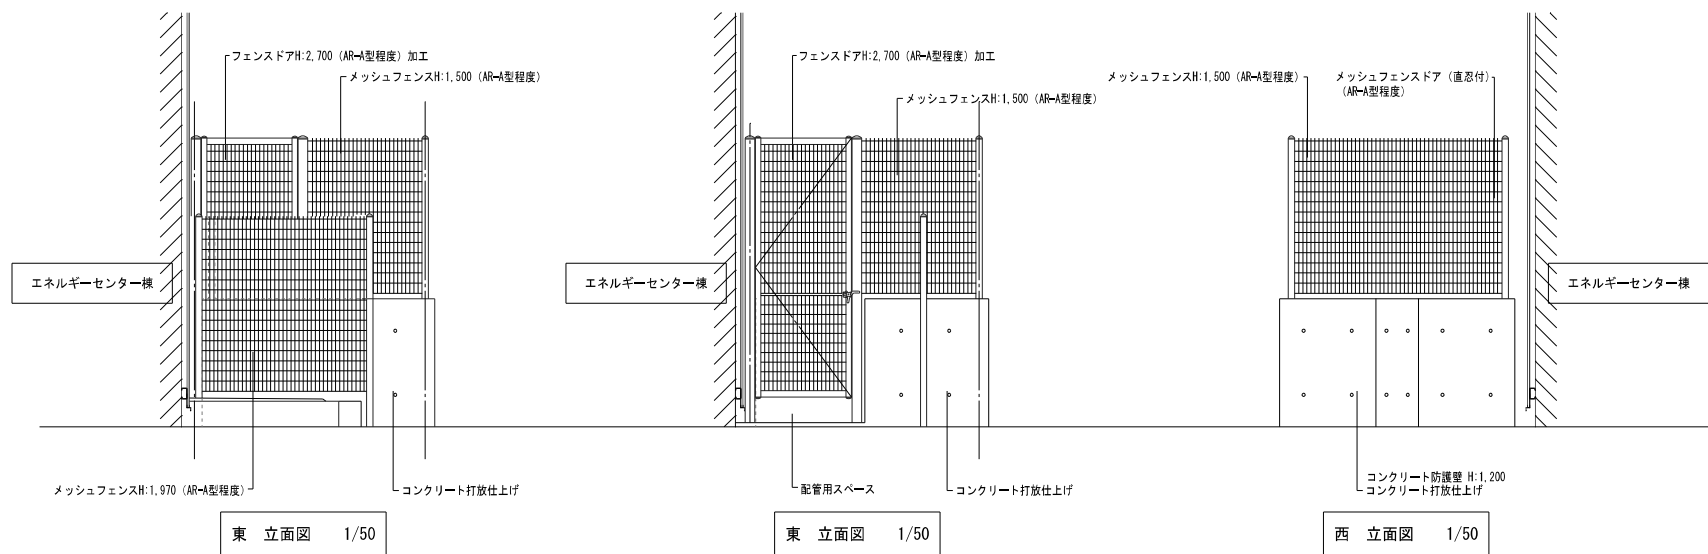 フェンスドアH:2,700 (AR-A型程度) 加工
メッシュフェンスH:1,500 (AR-A型程度)
エネルギーセンター棟
メッシュフェンスH:1,970 (AR-A型程度)
コンクリート打放仕上げ
東 立面図 1/50
フェンスドアH:2,700 (AR-A型程度) 加工
メッシュフェンスH:1,500 (AR-A型程度)
エネルギーセンター棟
配管用スペース
コンクリート打放仕上げ
東 立面図 1/50
メッシュフェンスH:1,500 (AR-A型程度)
メッシュフェンスドア (直忍付)
(AR-A型程度)
エネルギーセンター棟
コンクリート防護壁 H:1,200
コンクリート打放仕上げ
西 立面図 1/50